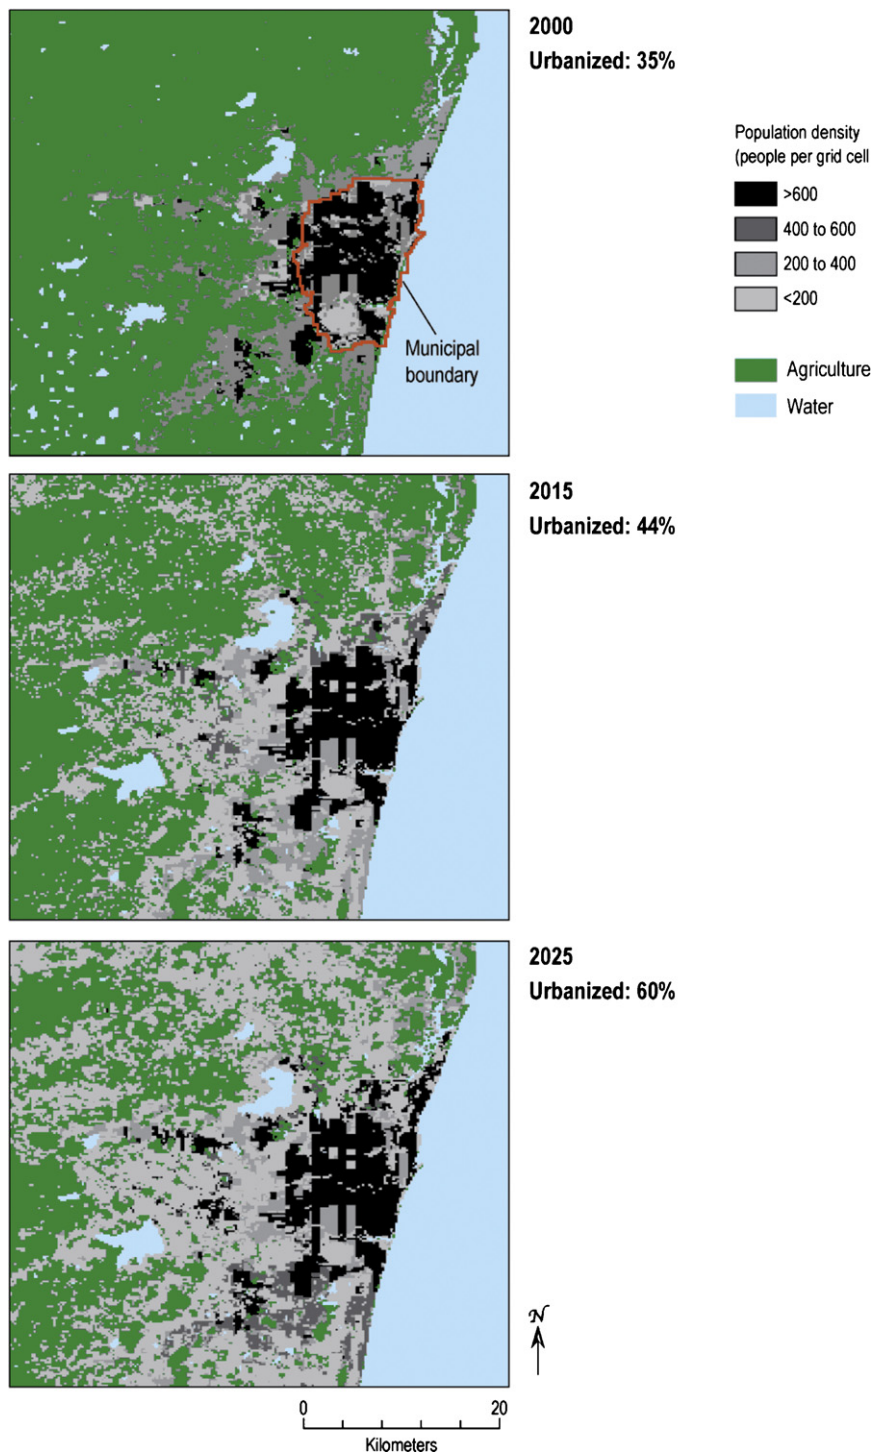 2000
Urbanized: 35%
Population density
(people per grid cell
>600
400 to 600
200 to 400
<200
Agriculture
Water
Municipal
boundary
2015
Urbanized: 44%
2025
Urbanized: 60%
N
0 20
Kilometers